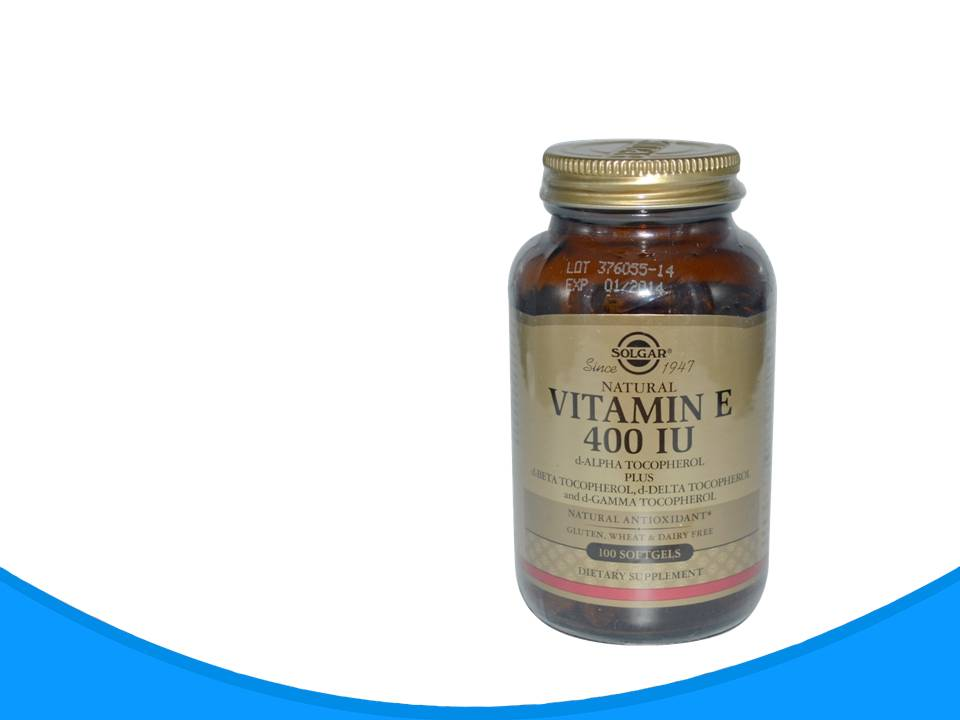 LOT 376055-14
EXP. 01/2014
SOLGAR®
Since 1947
NATURAL
VITAMIN E
400 IU
d-ALPHA TOCOPHEROL
PLUS
d-BETA TOCOPHEROL, d-DELTA TOCOPHEROL
and d-GAMMA TOCOPHEROL
NATURAL ANTIOXIDANT*
GLUTEN, WHEAT & DAIRY FREE
100 SOFTGELS
DIETARY SUPPLEMENT